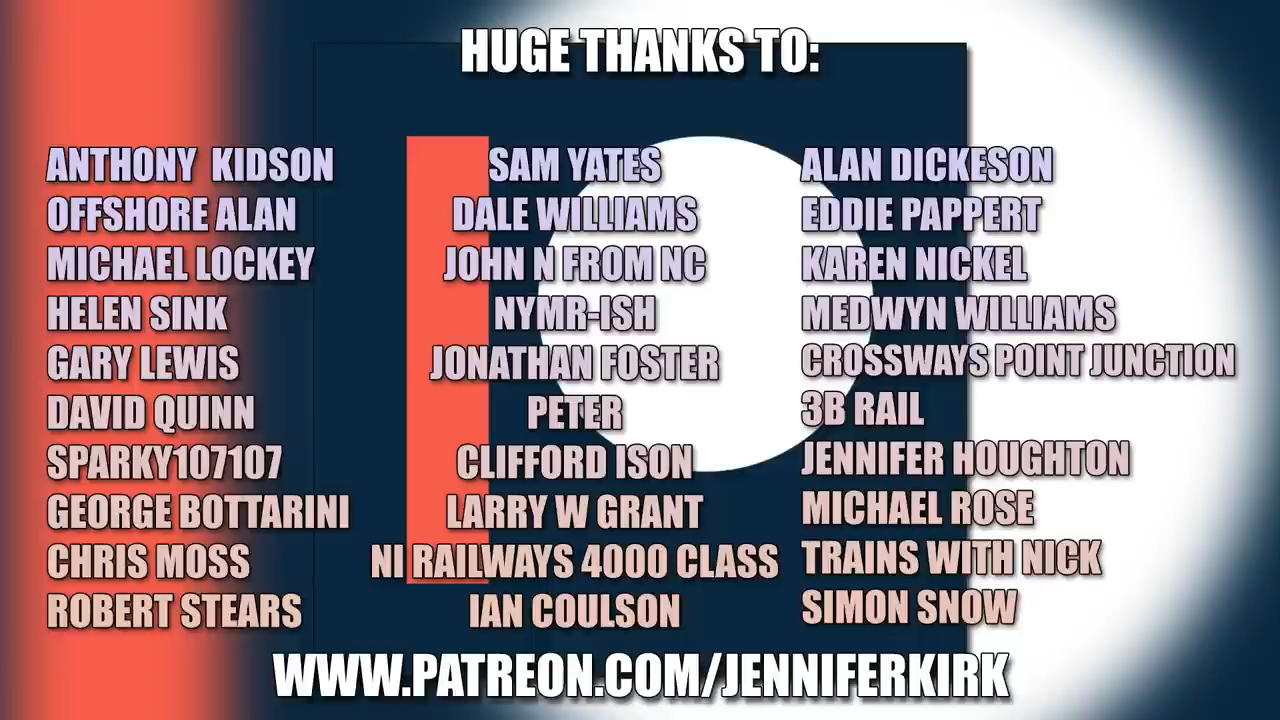 HUGE THANKS TO:
ANTHONY KIDSON
OFFSHORE ALAN
MICHAEL LOCKEY
HELEN SINK
GARY LEWIS
DAVID QUINN
SPARKY107107
GEORGE BOTTARINI
CHRIS MOSS
ROBERT STEARS
SAM YATES
DALE WILLIAMS
JOHN N FROM NC
NYMR-ISH
JONATHAN FOSTER
PETER
CLIFFORD ISON
LARRY W GRANT
NI RAILWAYS 4000 CLASS
IAN COULSON
ALAN DICKESON
EDDIE PAPPERT
KAREN NICKEL
MEDWYN WILLIAMS
CROSSWAYS POINT JUNCTION
3B RAIL
JENNIFER HOUGHTON
MICHAEL ROSE
TRAINS WITH NICK
SIMON SNOW
WWW.PATREON.COM/JENNIFERKIRK